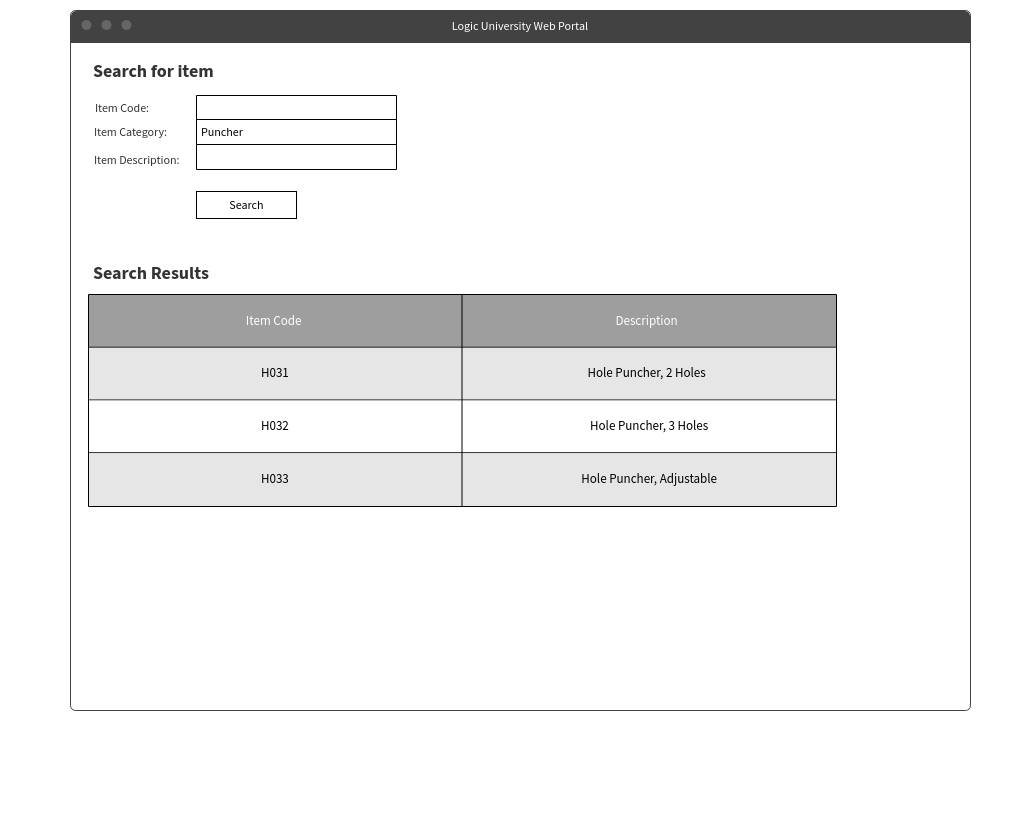 Logic University Web Portal
Search for item
Item Code:
Item Category: Puncher
Item Description:
Search
Search Results
Item Code Description
H031 Hole Puncher, 2 Holes
H032 Hole Puncher, 3 Holes
H033 Hole Puncher, Adjustable